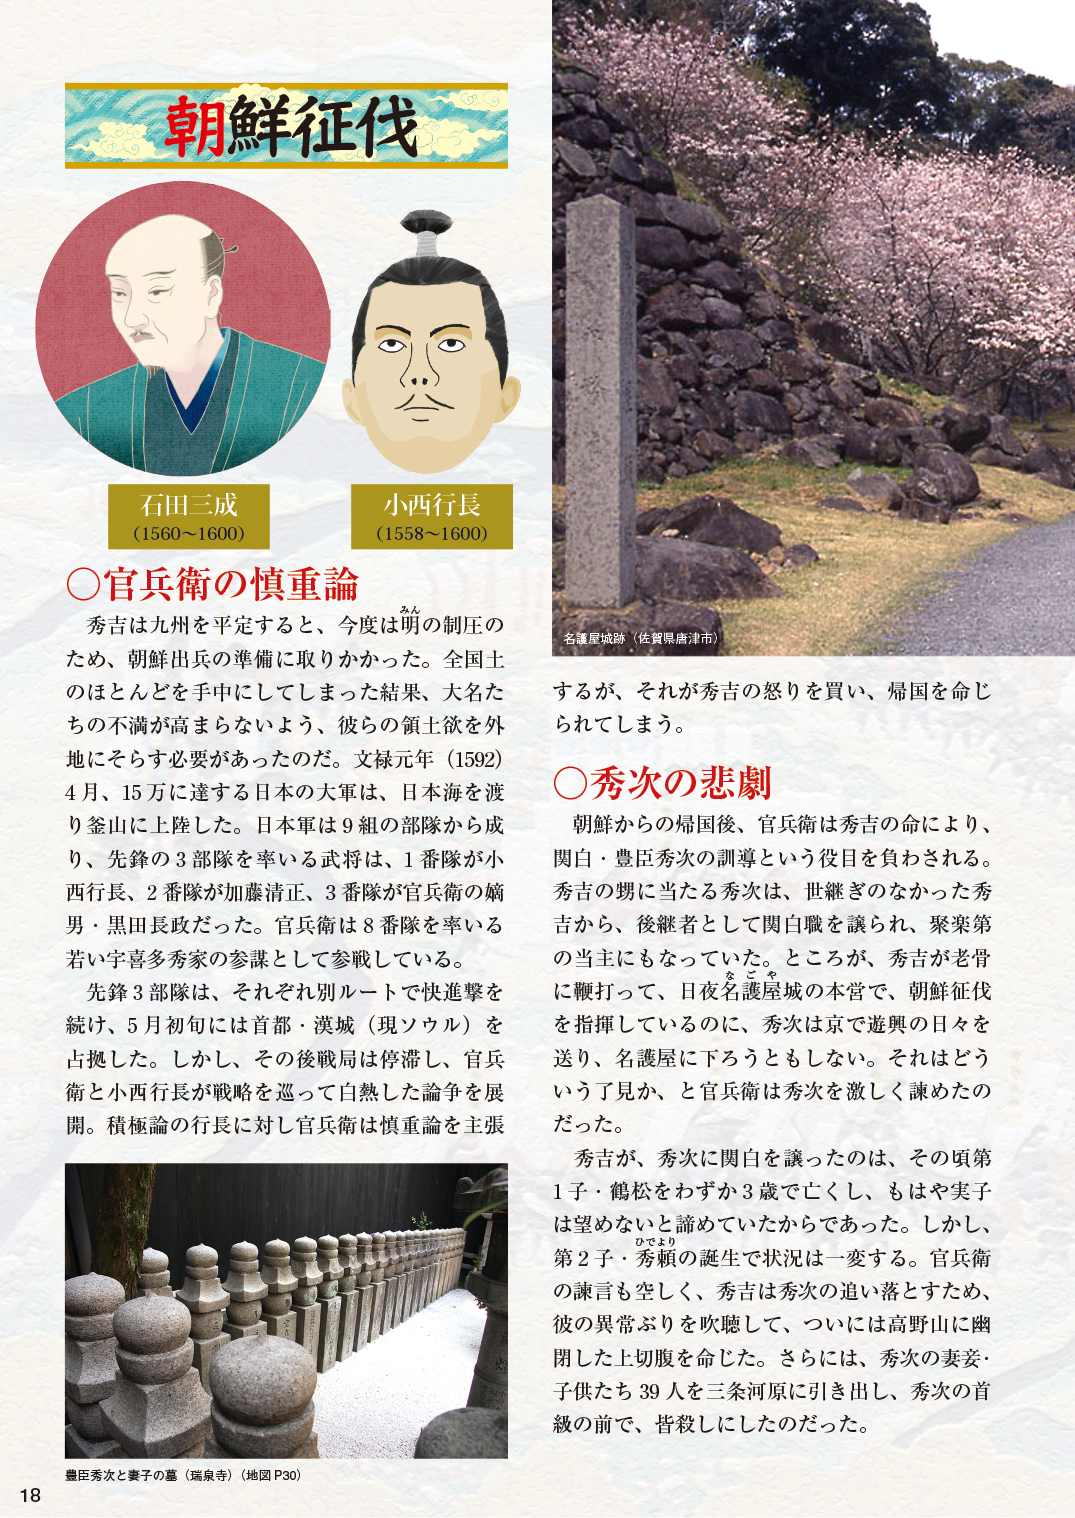 朝鮮征伐
石田三成
（1560〜1600）
小西行長
（1558〜1600）
〇官兵衛の慎重論
みん
秀吉は九州を平定すると、今度は明の制圧の
ため、朝鮮出兵の準備に取りかかった。全国土
のほとんどを手中にしてしまった結果、大名た
ちの不満が高まらないよう、彼らの領土欲を外
地にそらす必要があったのだ。文禄元年（1592）
4月、15万に達する日本の大軍は、日本海を渡
り釜山に上陸した。日本軍は9組の部隊から成
り、先鋒の3部隊を率いる武将は、1番隊が小
西行長、2番隊が加藤清正、3番隊が官兵衛の嫡
男・黒田長政だった。官兵衛は8番隊を率いる
若い宇喜多秀家の参謀として参戦している。
先鋒3部隊は、それぞれ別ルートで快進撃を
続け、5月初旬には首都・漢城（現ソウル）を
占拠した。しかし、その後戦局は停滞し、官兵
衛と小西行長が戦略を巡って白熱した論争を展
開。積極論の行長に対し官兵衛は慎重論を主張
豊臣秀次と妻子の墓（瑞泉寺）（地図P30）
18
名護屋城跡（佐賀県唐津市）
するが、それが秀吉の怒りを買い、帰国を命じ
られてしまう。
〇秀次の悲劇
朝鮮からの帰国後、官兵衛は秀吉の命により、
関白・豊臣秀次の訓導という役目を負わされる。
秀吉の甥に当たる秀次は、世継ぎのなかった秀
吉から、後継者として関白職を譲られ、聚楽第
の当主にもなっていた。ところが、秀吉が老骨
なごや
に鞭打って、日夜名護屋城の本営で、朝鮮征伐
を指揮しているのに、秀次は京で遊興の日々を
送り、名護屋に下ろうともしない。それはどう
いう了見か、と官兵衛は秀次を激しく諫めたの
だった。
秀吉が、秀次に関白を譲ったのは、その頃第
1子・鶴松をわずか3歳で亡くし、もはや実子
は望めないと諦めていたからであった。しかし、
ひでより
第2子・秀頼の誕生で状況は一変する。官兵衛
の諫言も空しく、秀吉は秀次の追い落とすため、
彼の異常ぶりを吹聴して、ついには高野山に幽
閉した上切腹を命じた。さらには、秀次の妻妾・
子供たち39人を三条河原に引き出し、秀次の首
級の前で、皆殺しにしたのだった。